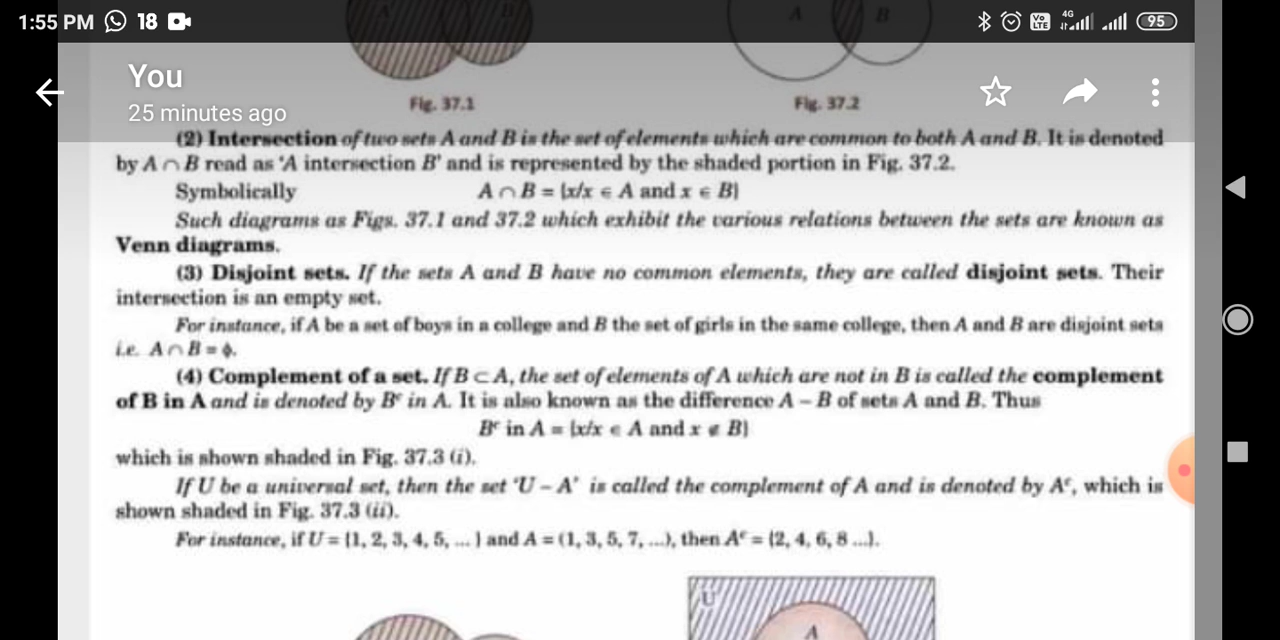 1:55 PM 18 Vo LTE 4G 95
A B A B
You
25 minutes ago
Fig. 37.1 Fig. 37.2
(2) Intersection of two sets A and B is the set of elements which are common to both A and B. It is denoted
by A ∩ B read as 'A intersection B' and is represented by the shaded portion in Fig. 37.2.
Symbolically A ∩ B = {x/x ∈ A and x ∈ B}
Such diagrams as Figs. 37.1 and 37.2 which exhibit the various relations between the sets are known as
Venn diagrams.
(3) Disjoint sets. If the sets A and B have no common elements, they are called disjoint sets. Their
intersection is an empty set.
For instance, if A be a set of boys in a college and B the set of girls in the same college, then A and B are disjoint sets
i.e. A ∩ B = ϕ.
(4) Complement of a set. If B ⊂ A, the set of elements of A which are not in B is called the complement
of B in A and is denoted by Bᶜ in A. It is also known as the difference A – B of sets A and B. Thus
Bᶜ in A = {x/x ∈ A and x ∉ B}
which is shown shaded in Fig. 37.3 (i).
If U be a universal set, then the set 'U – A' is called the complement of A and is denoted by Aᶜ, which is
shown shaded in Fig. 37.3 (ii).
For instance, if U = {1, 2, 3, 4, 5, ... } and A = (1, 3, 5, 7, ...), then Aᶜ = {2, 4, 6, 8 ...}.
U
A